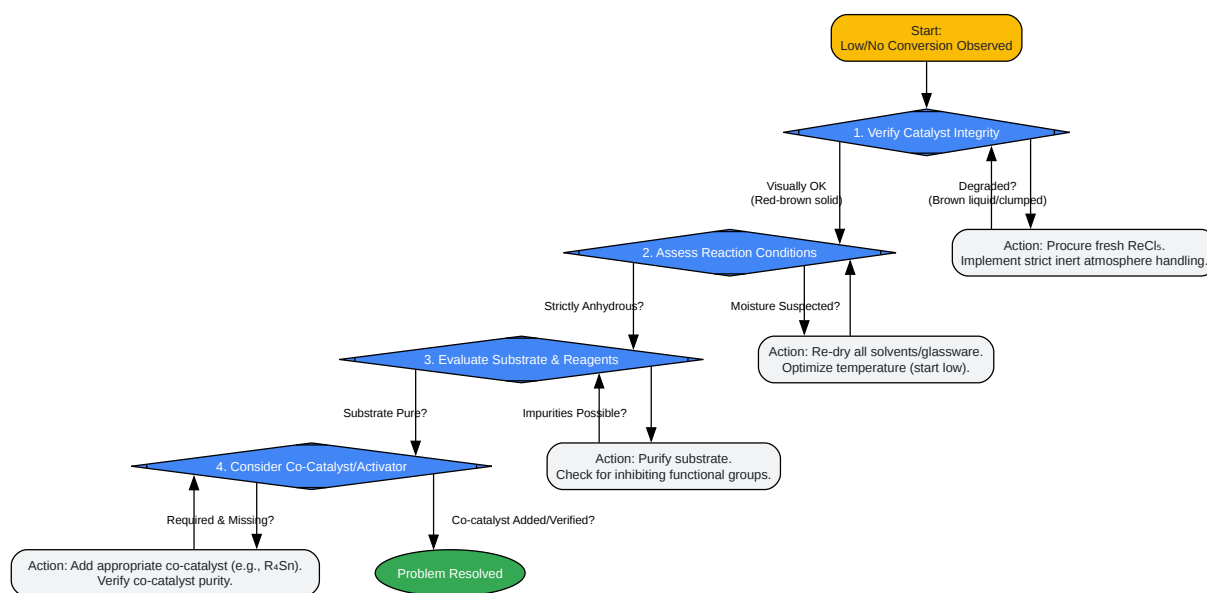 Start:
Low/No Conversion Observed
1. Verify Catalyst Integrity
Visually OK
(Red-brown solid)
Degraded?
(Brown liquid/clumped)
Action: Procure fresh ReCl₅.
Implement strict inert atmosphere handling.
2. Assess Reaction Conditions
Strictly Anhydrous?
Moisture Suspected?
Action: Re-dry all solvents/glassware.
Optimize temperature (start low).
3. Evaluate Substrate & Reagents
Substrate Pure?
Impurities Possible?
Action: Purify substrate.
Check for inhibiting functional groups.
4. Consider Co-Catalyst/Activator
Required & Missing?
Co-catalyst Added/Verified?
Action: Add appropriate co-catalyst (e.g., R₄Sn).
Verify co-catalyst purity.
Problem Resolved